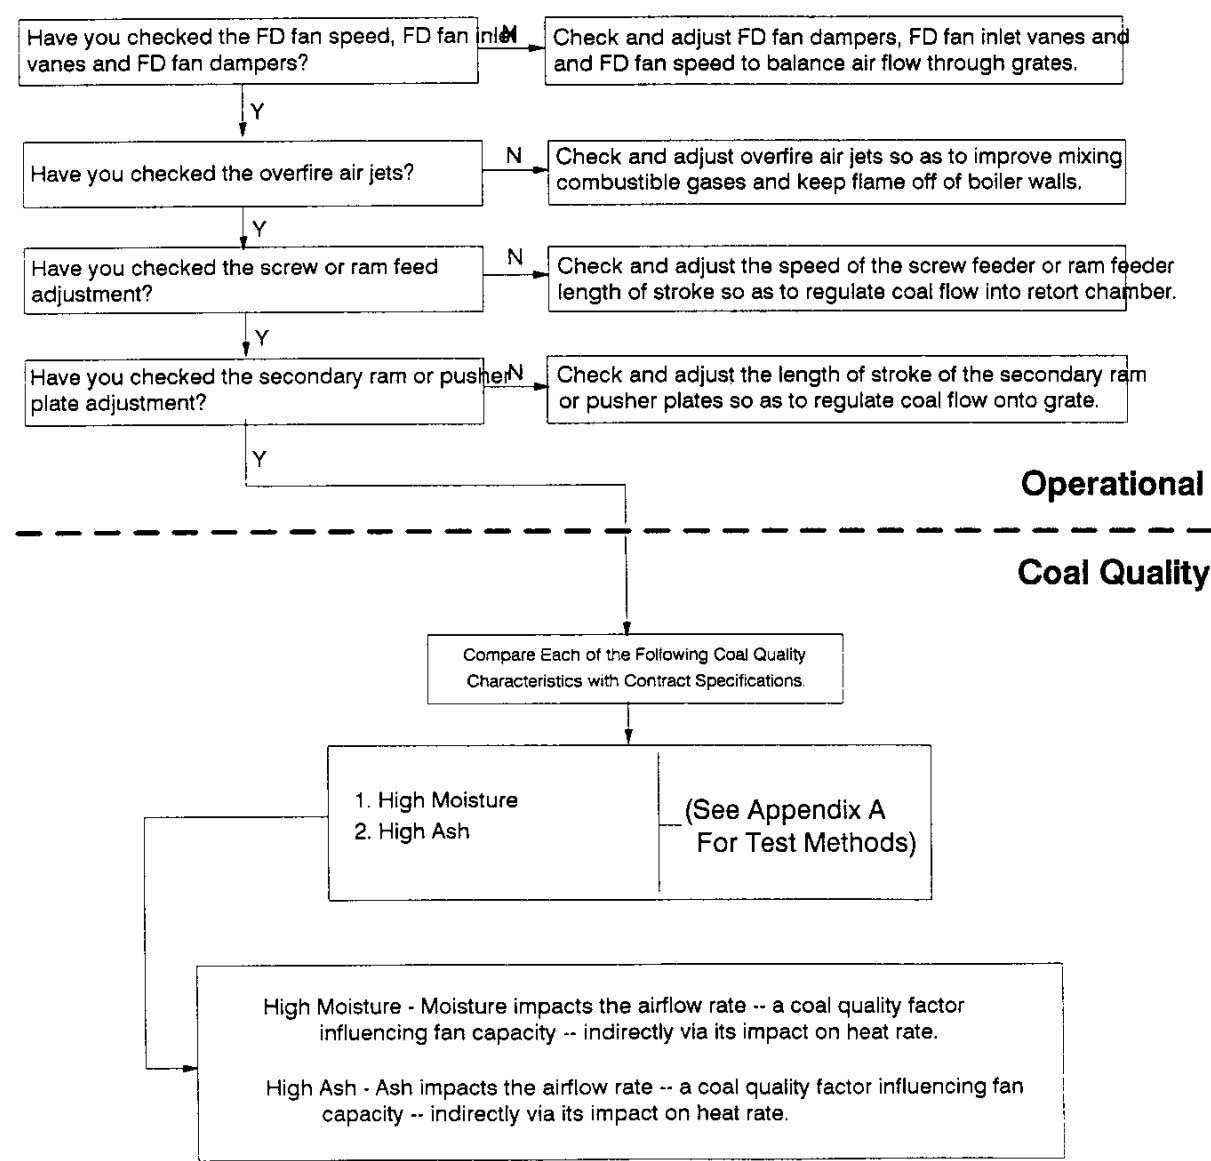 Have you checked the FD fan speed, FD fan inlet
vanes and FD fan dampers?
N
Check and adjust FD fan dampers, FD fan inlet vanes and
and FD fan speed to balance air flow through grates.
Y
Have you checked the overfire air jets?
N
Check and adjust overfire air jets so as to improve mixing
combustible gases and keep flame off of boiler walls.
Y
Have you checked the screw or ram feed
adjustment?
N
Check and adjust the speed of the screw feeder or ram feeder
length of stroke so as to regulate coal flow into retort chamber.
Y
Have you checked the secondary ram or pusher
plate adjustment?
N
Check and adjust the length of stroke of the secondary ram
or pusher plates so as to regulate coal flow onto grate.
Y
Operational
Coal Quality
Compare Each of the Following Coal Quality
Characteristics with Contract Specifications.
1. High Moisture
2. High Ash
(See Appendix A
For Test Methods)
High Moisture - Moisture impacts the airflow rate -- a coal quality factor
influencing fan capacity -- indirectly via its impact on heat rate.
High Ash - Ash impacts the airflow rate -- a coal quality factor influencing fan
capacity -- indirectly via its impact on heat rate.